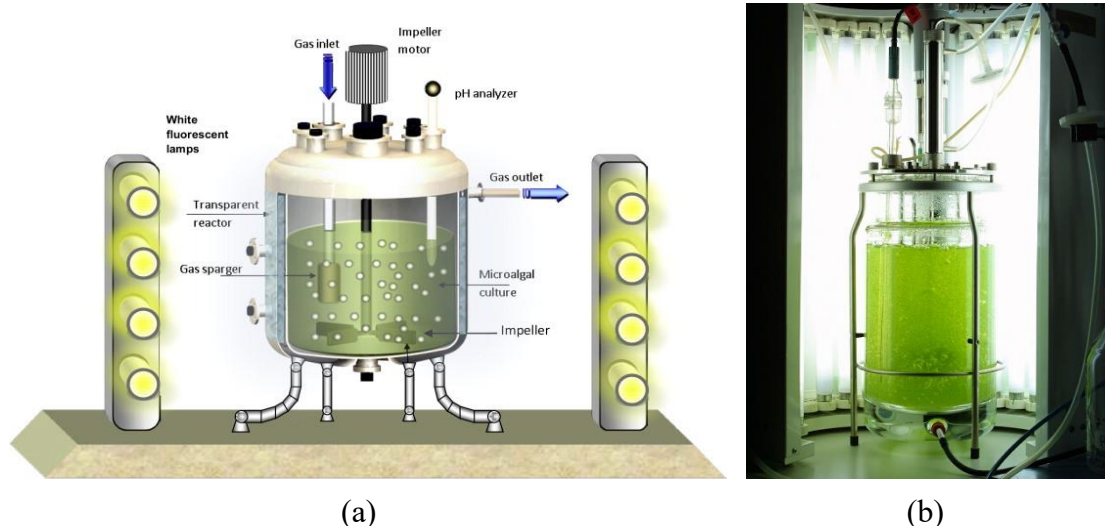 Gas inlet
Impeller
motor
pH analyzer
White
fluorescent
lamps
Gas outlet
Transparent
reactor
Gas sparger
Microalgal
culture
Impeller
(a)
(b)